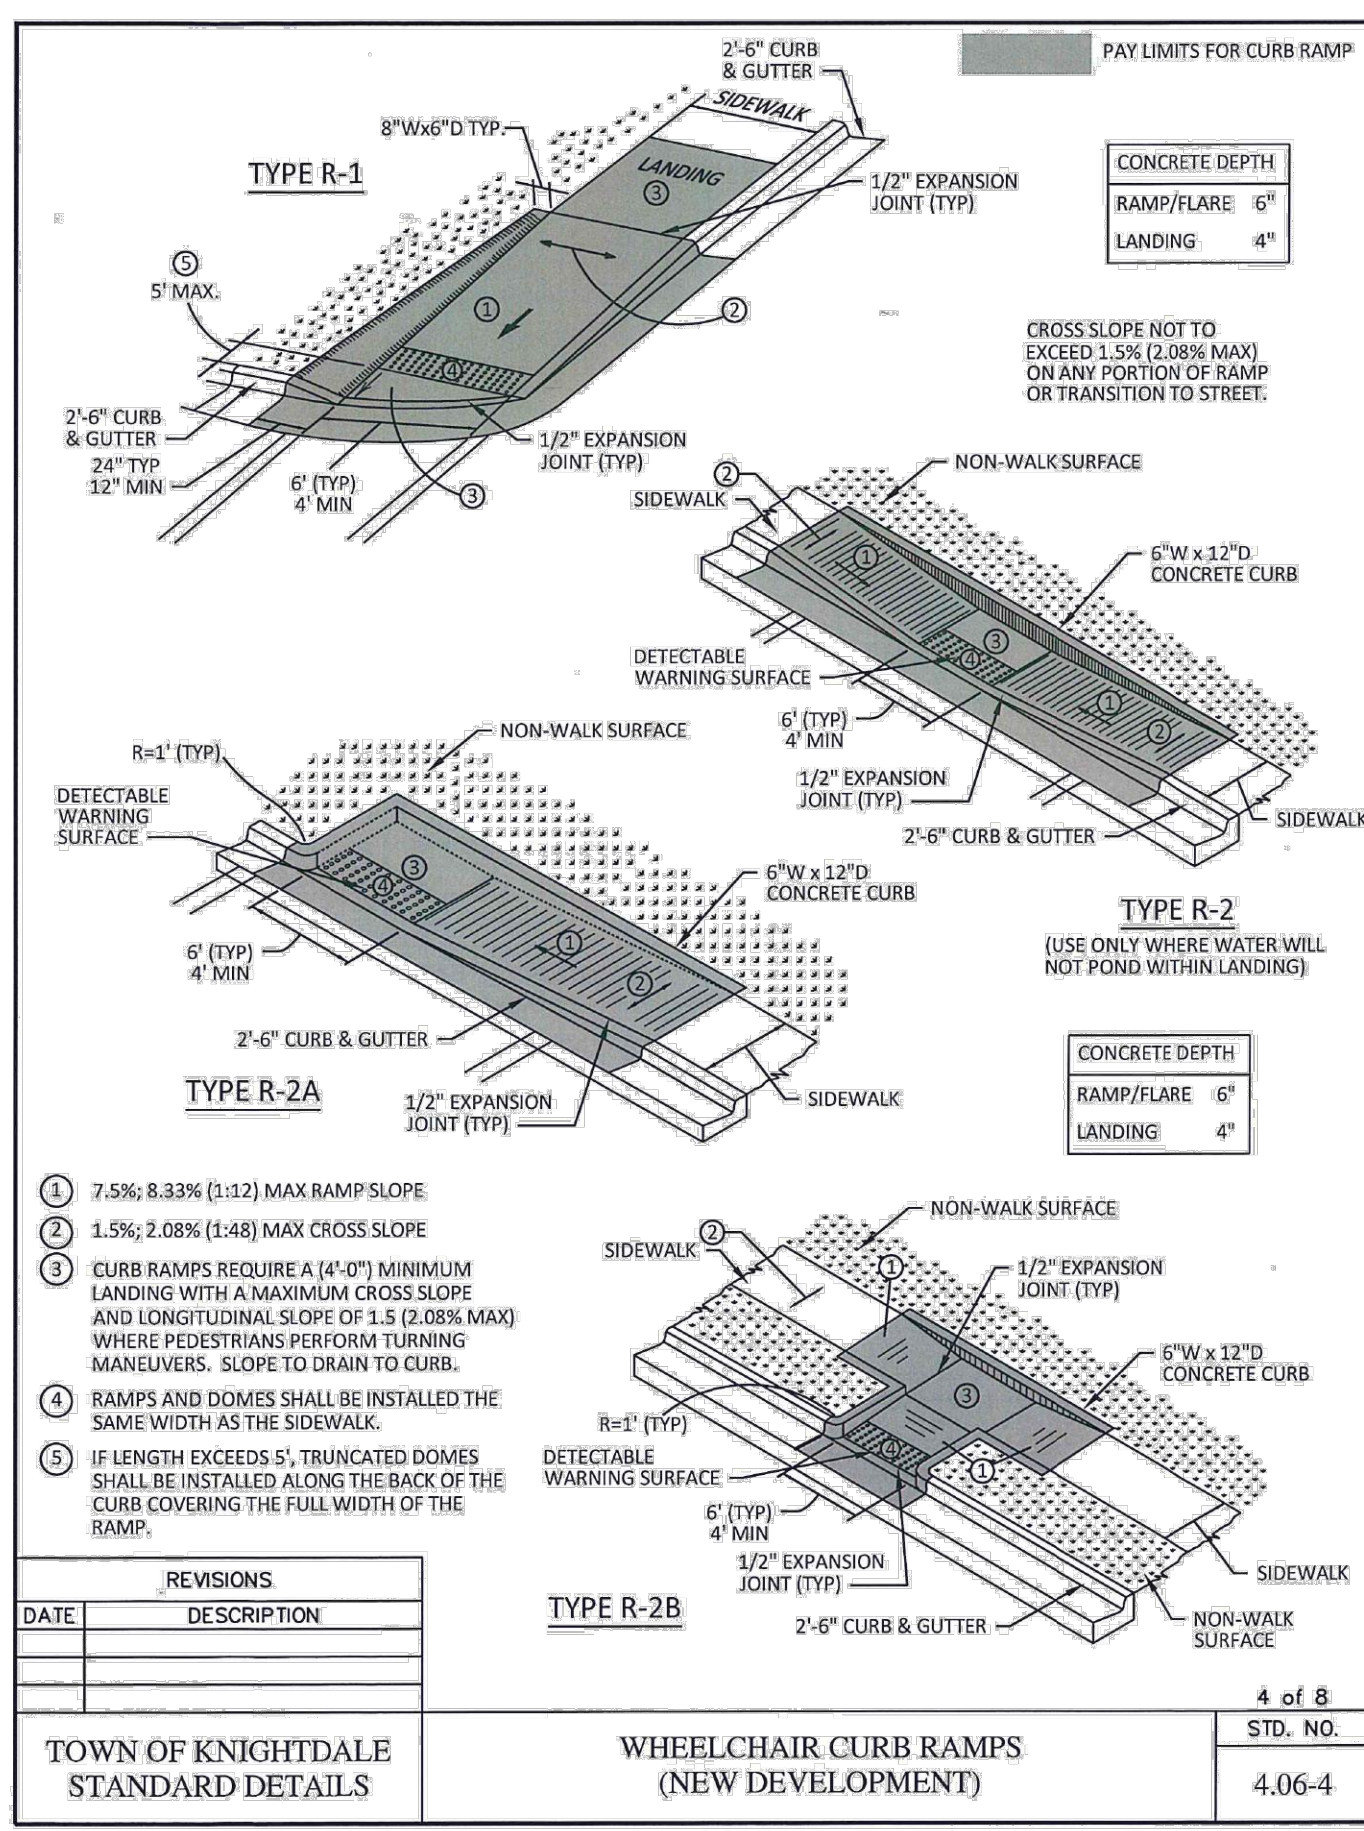 2'-6" CURB
& GUTTER
PAY LIMITS FOR CURB RAMP
SIDEWALK
8"Wx6"D TYP.
TYPE R-1
LANDING
3
1/2" EXPANSION
JOINT (TYP)
CONCRETE DEPTH
RAMP/FLARE 6"
LANDING 4"
5
5' MAX.
1
2
4
CROSS SLOPE NOT TO
EXCEED 1.5% (2.08% MAX)
ON ANY PORTION OF RAMP
OR TRANSITION TO STREET.
2'-6" CURB
& GUTTER
24" TYP
12" MIN
6' (TYP)
4' MIN
3
1/2" EXPANSION
JOINT (TYP)
2
SIDEWALK
NON-WALK SURFACE
1
6"W x 12"D
CONCRETE CURB
3
4
DETECTABLE
WARNING SURFACE
1
2
6' (TYP)
4' MIN
1/2" EXPANSION
JOINT (TYP)
2'-6" CURB & GUTTER
SIDEWALK
TYPE R-2
(USE ONLY WHERE WATER WILL
NOT POND WITHIN LANDING)
R=1' (TYP)
NON-WALK SURFACE
DETECTABLE
WARNING
SURFACE
3
4
6"W x 12"D
CONCRETE CURB
1
2
6' (TYP)
4' MIN
2'-6" CURB & GUTTER
TYPE R-2A
1/2" EXPANSION
JOINT (TYP)
SIDEWALK
CONCRETE DEPTH
RAMP/FLARE 6"
LANDING 4"
1 7.5%; 8.33% (1:12) MAX RAMP SLOPE
2 1.5%; 2.08% (1:48) MAX CROSS SLOPE
3 CURB RAMPS REQUIRE A (4'-0") MINIMUM
LANDING WITH A MAXIMUM CROSS SLOPE
AND LONGITUDINAL SLOPE OF 1.5 (2.08% MAX)
WHERE PEDESTRIANS PERFORM TURNING
MANEUVERS. SLOPE TO DRAIN TO CURB.
4 RAMPS AND DOMES SHALL BE INSTALLED THE
SAME WIDTH AS THE SIDEWALK.
5 IF LENGTH EXCEEDS 5', TRUNCATED DOMES
SHALL BE INSTALLED ALONG THE BACK OF THE
CURB COVERING THE FULL WIDTH OF THE
RAMP.
NON-WALK SURFACE
2
SIDEWALK
1
1/2" EXPANSION
JOINT (TYP)
6"W x 12"D
CONCRETE CURB
3
R=1' (TYP)
4
DETECTABLE
WARNING SURFACE
1
6' (TYP)
4' MIN
1/2" EXPANSION
JOINT (TYP)
SIDEWALK
TYPE R-2B
2'-6" CURB & GUTTER
NON-WALK
SURFACE
REVISIONS
DATE DESCRIPTION
4 of 8
TOWN OF KNIGHTDALE
STANDARD DETAILS
WHEELCHAIR CURB RAMPS
(NEW DEVELOPMENT)
STD. NO.
4.06-4